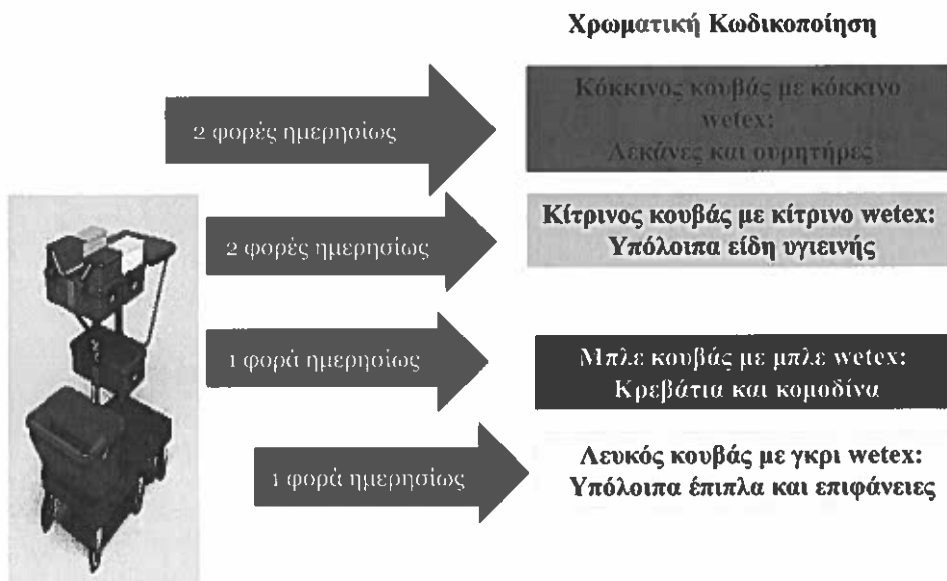 Χρωματική Κωδικοποίηση
2 φορές ημερησίως
Κόκκινος κουβάς με κόκκινο
wetex:
Λεκάνες και ουρητήρες
2 φορές ημερησίως
Κίτρινος κουβάς με κίτρινο wetex:
Υπόλοιπα είδη υγιεινής
1 φορά ημερησίως
Μπλε κουβάς με μπλε wetex:
Κρεβάτια και κομοδίνα
1 φορά ημερησίως
Λευκός κουβάς με γκρι wetex:
Υπόλοιπα έπιπλα και επιφάνειες